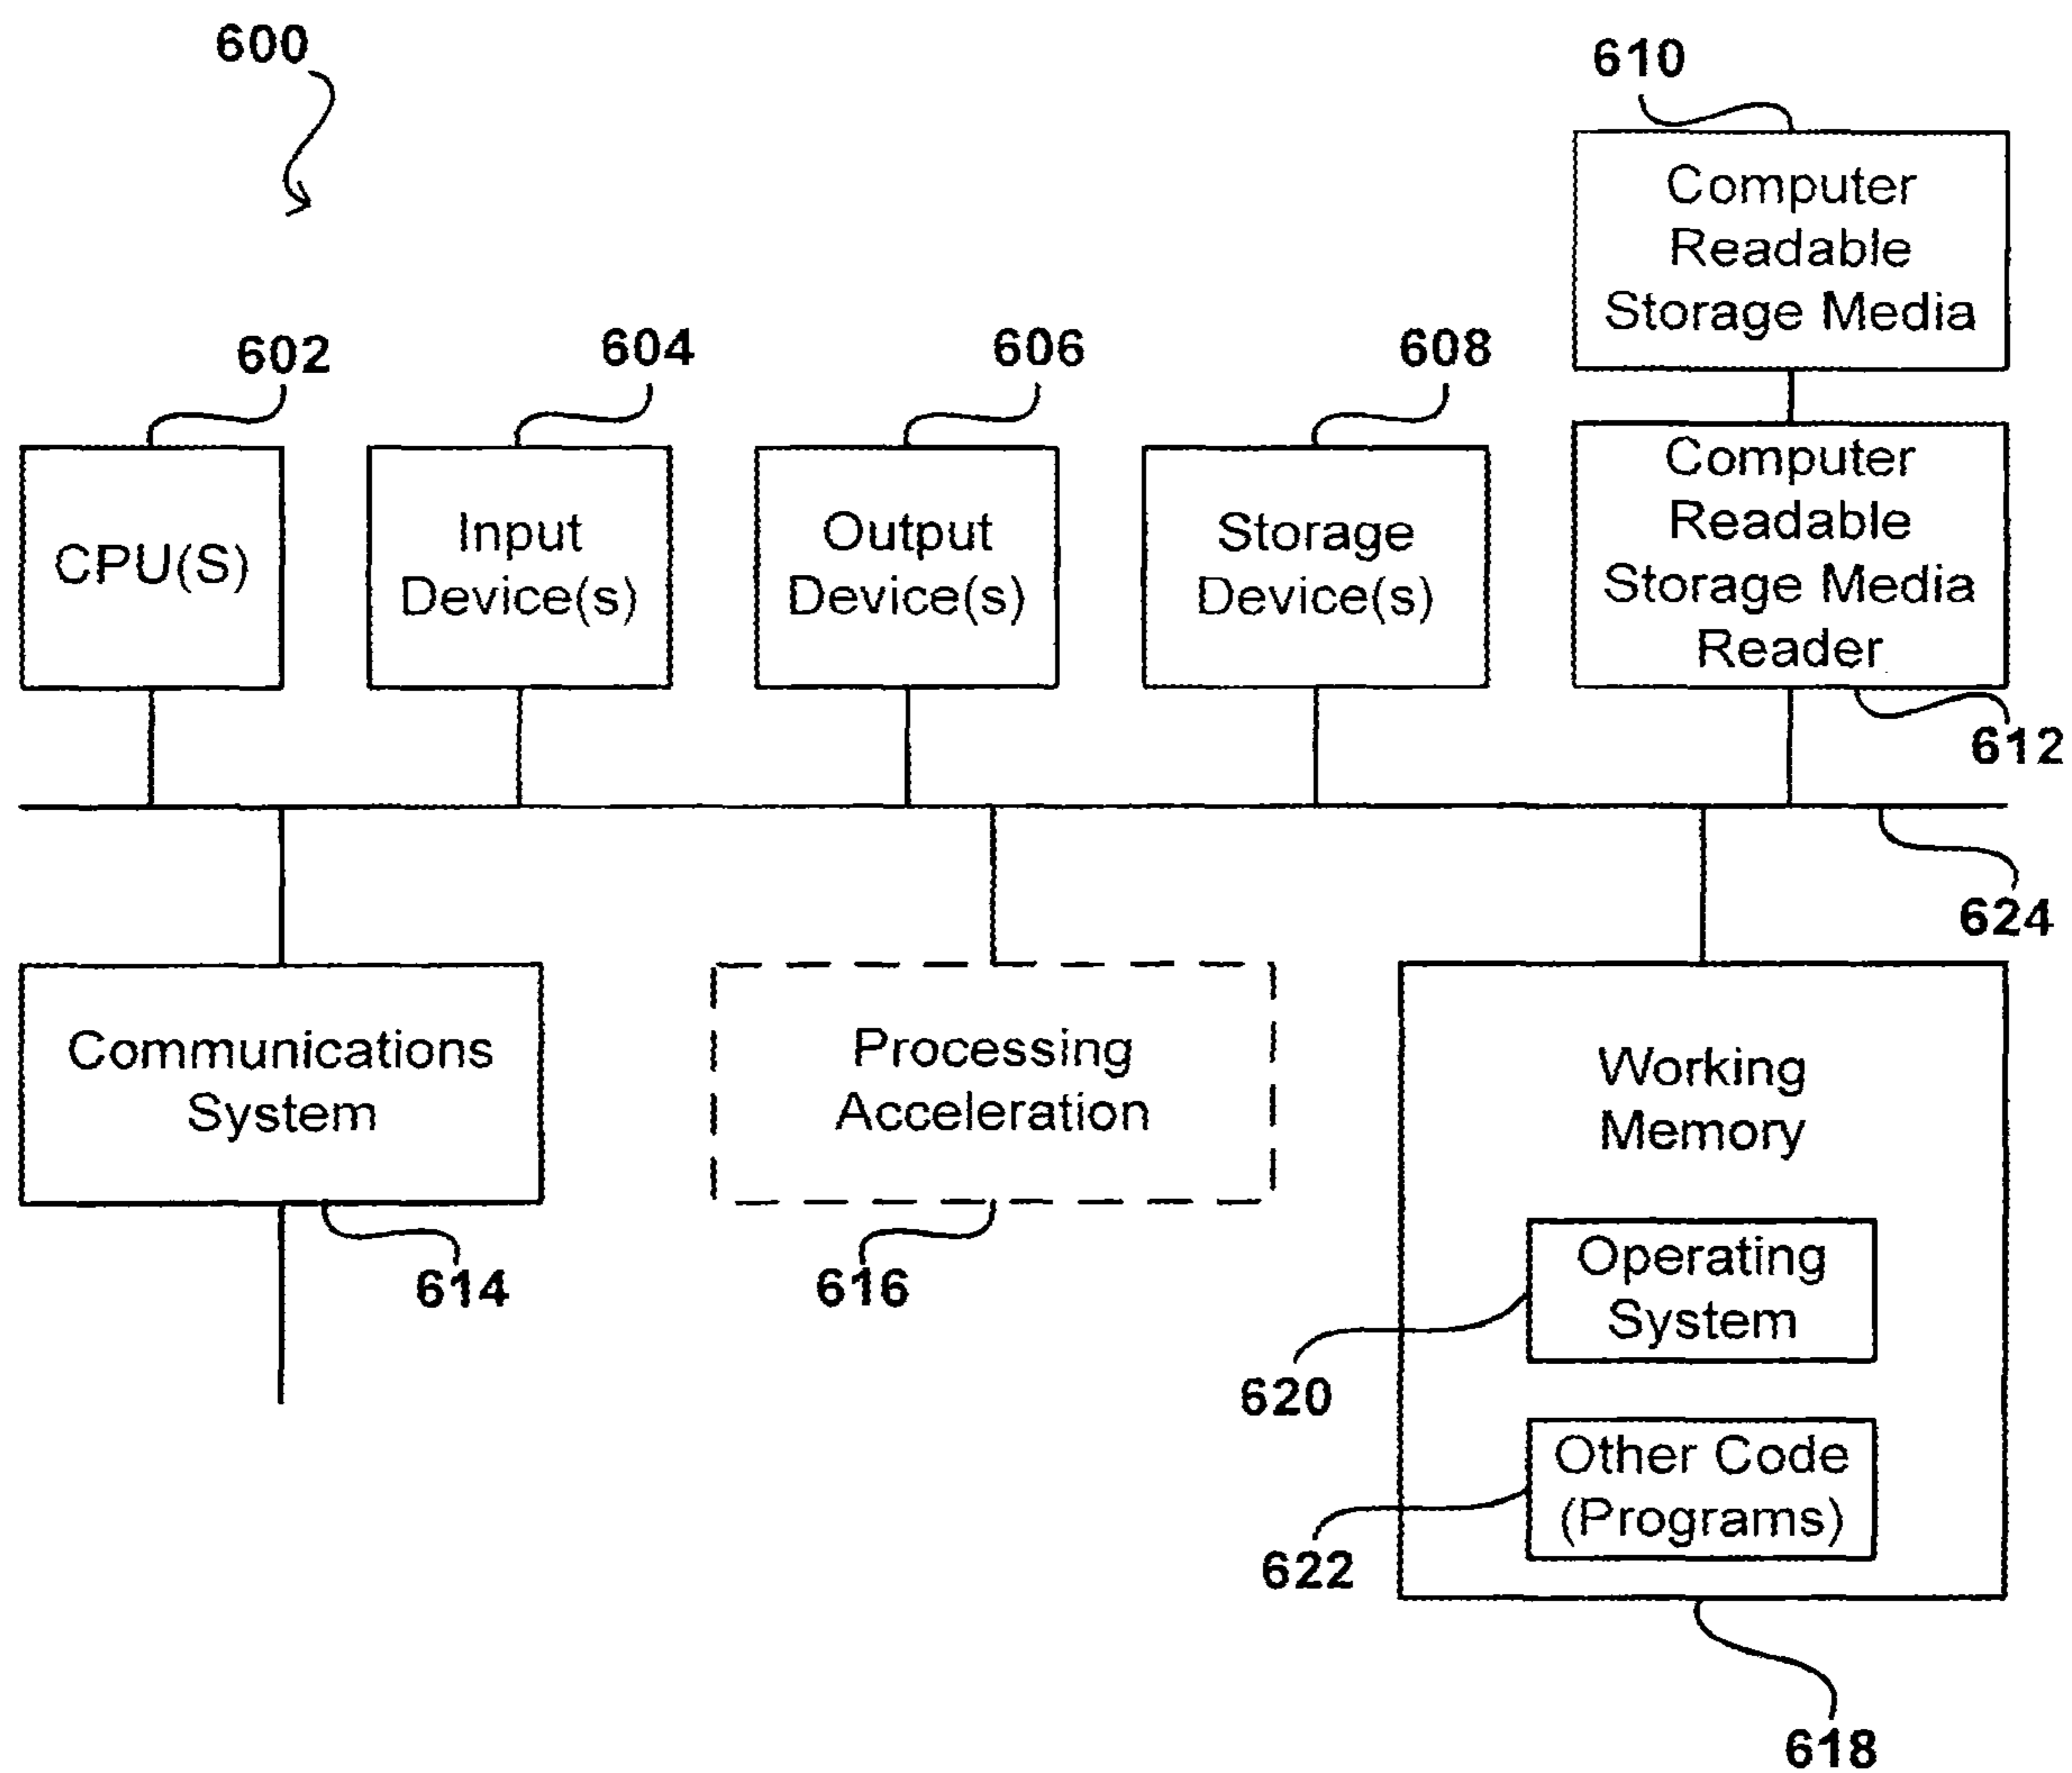 600
610
Computer
Readable
Storage Media
602
604
606
608
CPU(S)
Input
Device(s)
Output
Device(s)
Storage
Device(s)
Computer
Readable
Storage Media
Reader
612
624
Communications
System
614
Processing
Acceleration
616
Working
Memory
Operating
System
620
Other Code
(Programs)
622
618